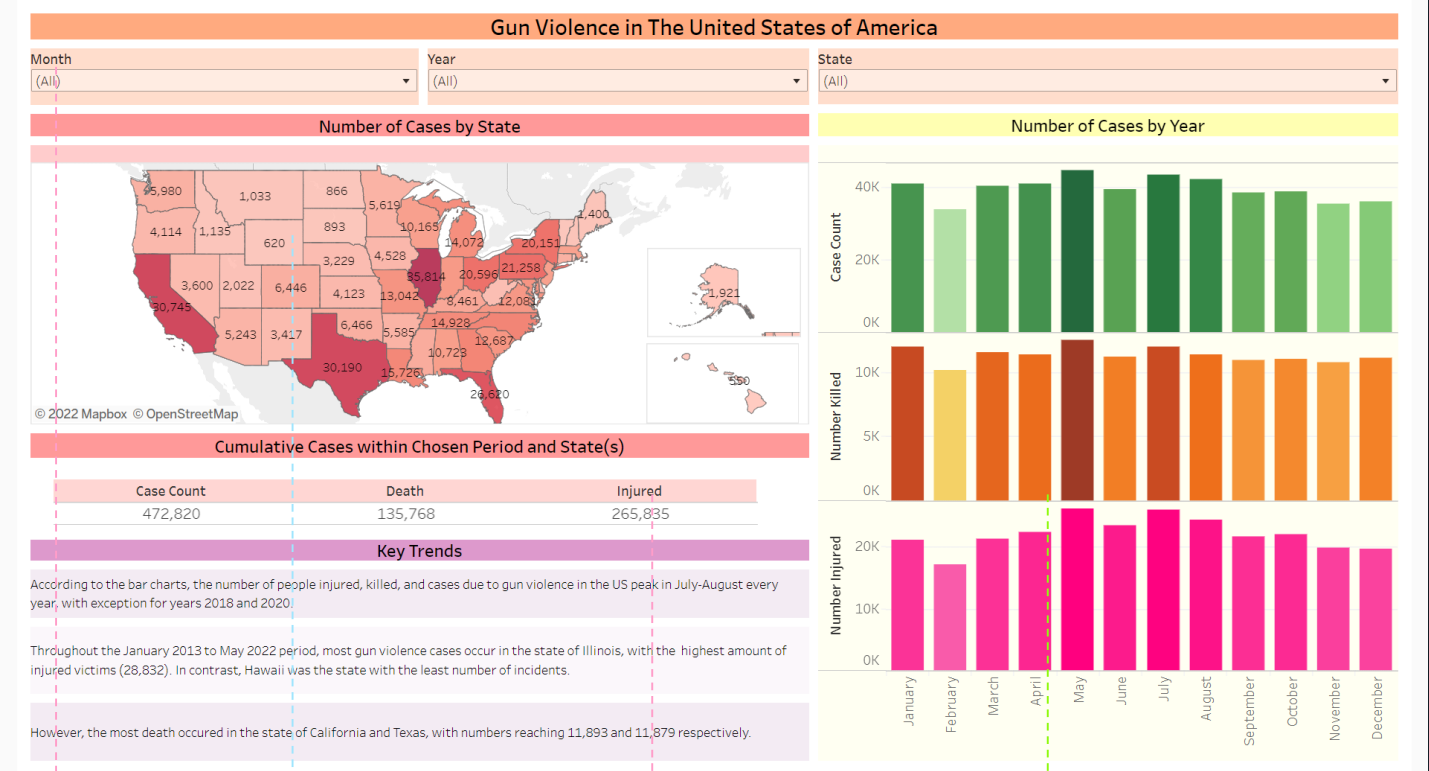 Gun Violence in The United States of America
Month
Year
State
(All)
(All)
(All)
Number of Cases by State
Number of Cases by Year
5,980
1,033
866
5,619
1,400
4,114
1,135
893
10,165
620
14,072
20,151
4,528
3,229
21,258
20,596
35,814
3,600
2,022
6,446
4,123
13,042
8,461
12,081
30,745
14,928
6,466
5,585
5,243
3,417
12,687
10,723
30,190
15,726
26,620
1,921
550
© 2022 Mapbox © OpenStreetMap
Cumulative Cases within Chosen Period and State(s)
Case Count Death Injured
472,820 135,768 265,835
Key Trends
According to the bar charts, the number of people injured, killed, and cases due to gun violence in the US peak in July-August every
year, with exception for years 2018 and 2020.
Throughout the January 2013 to May 2022 period, most gun violence cases occur in the state of Illinois, with the highest amount of
injured victims (28,832). In contrast, Hawaii was the state with the least number of incidents.
However, the most death occured in the state of California and Texas, with numbers reaching 11,893 and 11,879 respectively.
Case Count
40K
20K
0K
Number Killed
10K
5K
0K
Number Injured
20K
10K
0K
January
February
March
April
May
June
July
August
September
October
November
December